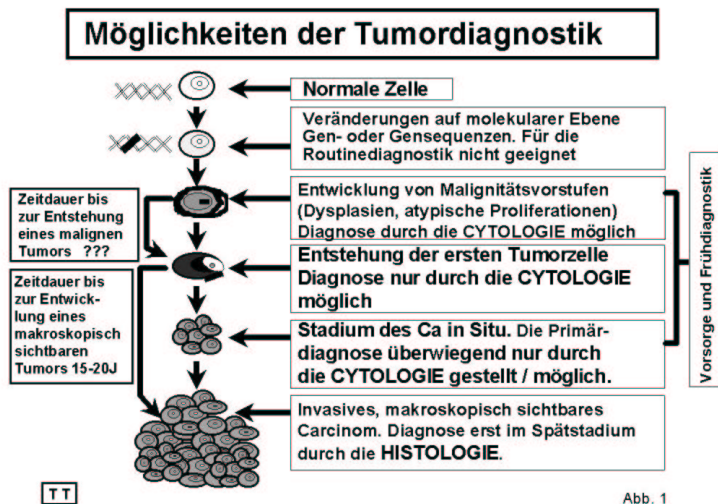 Möglichkeiten der Tumordiagnostik
Normale Zelle
Veränderungen auf molekularer Ebene
Gen- oder Gensequenzen. Für die
Routinediagnostik nicht geeignet
Zeitdauer bis
zur Entstehung
eines malignen
Tumors ???
Entwicklung von Malignitätsvorstufen
(Dysplasien, atypische Proliferationen)
Diagnose durch die CYTOLOGIE möglich
Entstehung der ersten Tumorzelle
Diagnose nur durch die CYTOLOGIE
möglich
Zeitdauer bis
zur Entwick-
lung eines
makroskopisch
sichtbaren
Tumors 15-20J
Stadium des Ca in Situ. Die Primär-
diagnose überwiegend nur durch
die CYTOLOGIE gestellt / möglich.
Invasives, makroskopisch sichtbares
Carcinom. Diagnose erst im Spätstadium
durch die HISTOLOGIE.
Vorsorge und Frühdiagnostik
T T
Abb. 1